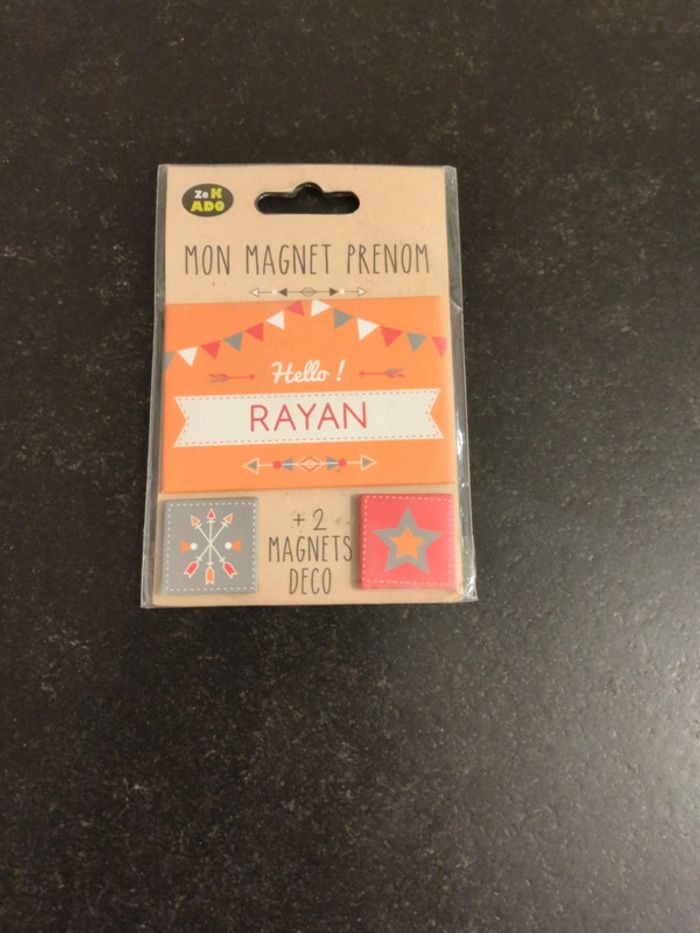 Ze K
ADO
MON MAGNET PRENOM
Hello !
RAYAN
+ 2
MAGNETS
DECO